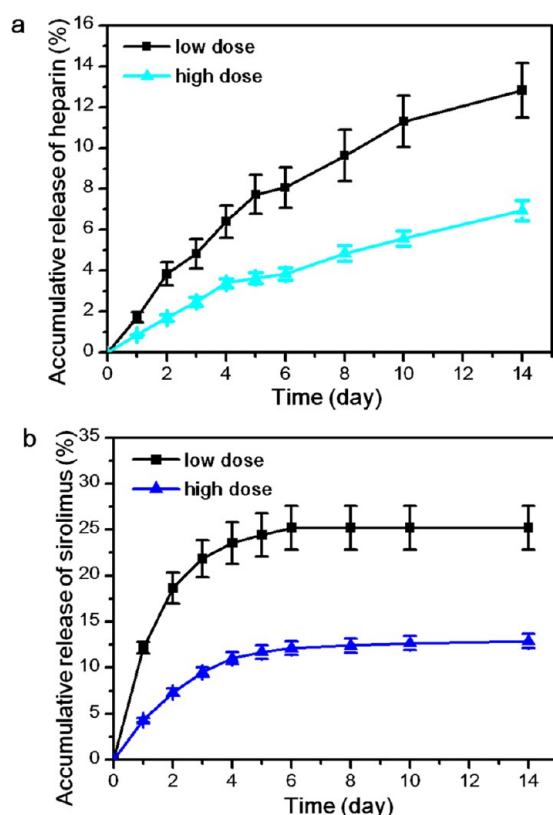 a
Accumulative release of heparin (%)
16
14
12
10
8
6
4
2
0
low dose
high dose
0 2 4 6 8 10 12 14
Time (day)
b
Accumulative release of sirolimus (%)
35
30
25
20
15
10
5
0
low dose
high dose
0 2 4 6 8 10 12 14
Time (day)